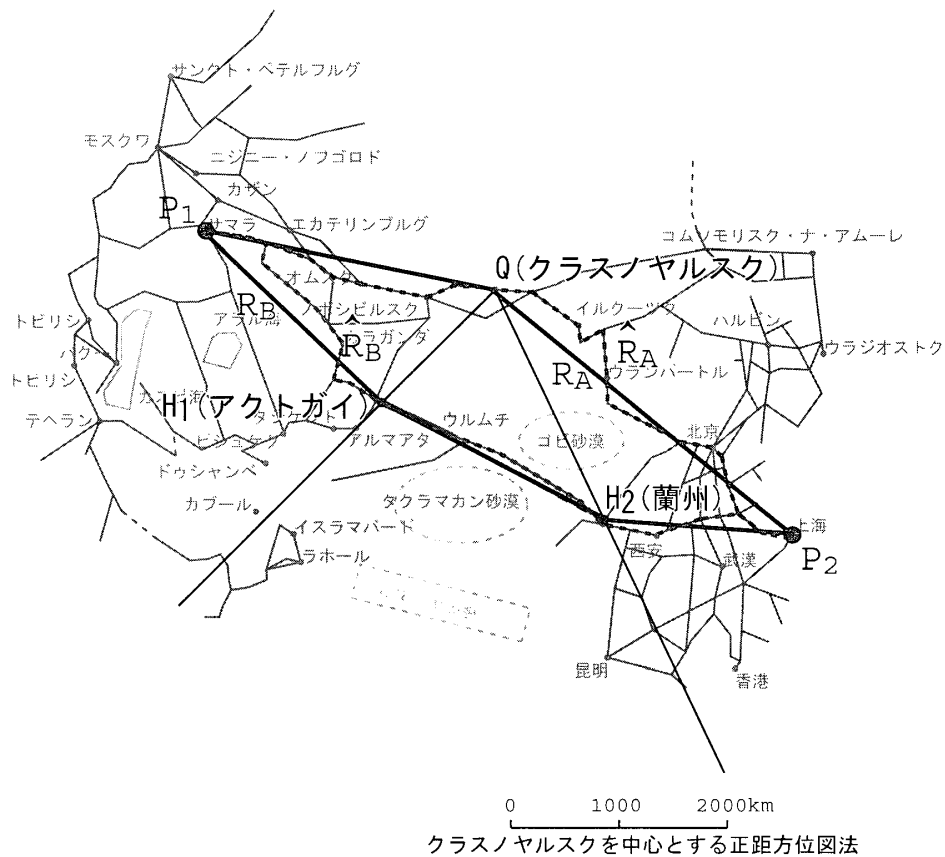 サンクト・ペテルフルグ
モスクワ
ニジニー・ノフゴロド
カザン
P1
サマラ
エカテリンブルグ
コムソモリスク・ナ・アムーレ
Q(クラスノヤルスク)
オムスク
RB
ノボシビルスク
イルクーツク
ハルビン
トビリシ
アラル海
カラガンダ
RB
RA
ウラジオストク
バクー
RA
ウランバートル
トビリシ
カスピ海
H1(アクトガイ)
タシケント
ウルムチ
テヘラン
ビシュケク
アルマアタ
ゴビ砂漠
北京
ドゥシャンベ
カブール
タクラマカン砂漠
H2(蘭州)
イスラマバード
上海
ラホール
西安
武漢
P2
昆明
香港
0 1000 2000km
クラスノヤルスクを中心とする正距方位図法